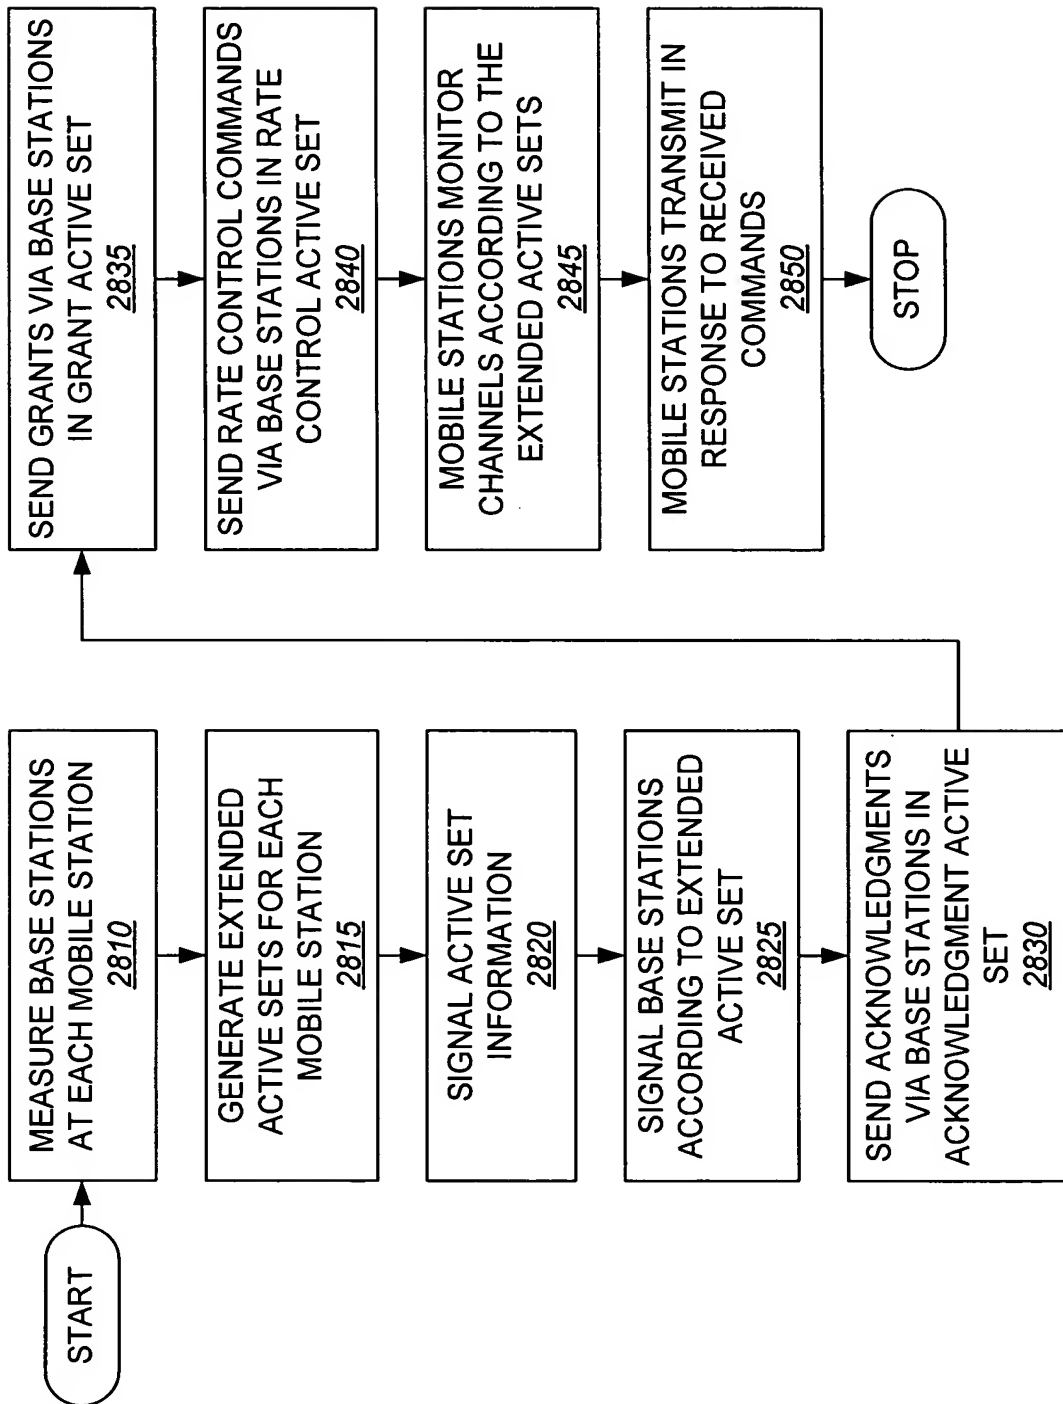 START
MEASURE BASE STATIONS
AT EACH MOBILE STATION
2810
GENERATE EXTENDED
ACTIVE SETS FOR EACH
MOBILE STATION
2815
SIGNAL ACTIVE SET
INFORMATION
2820
SIGNAL BASE STATIONS
ACCORDING TO EXTENDED
ACTIVE SET
2825
SEND ACKNOWLEDGMENTS
VIA BASE STATIONS IN
ACKNOWLEDGMENT ACTIVE
SET
2830
SEND GRANTS VIA BASE STATIONS
IN GRANT ACTIVE SET
2835
SEND RATE CONTROL COMMANDS
VIA BASE STATIONS IN RATE
CONTROL ACTIVE SET
2840
MOBILE STATIONS MONITOR
CHANNELS ACCORDING TO THE
EXTENDED ACTIVE SETS
2845
MOBILE STATIONS TRANSMIT IN
RESPONSE TO RECEIVED
COMMANDS
2850
STOP